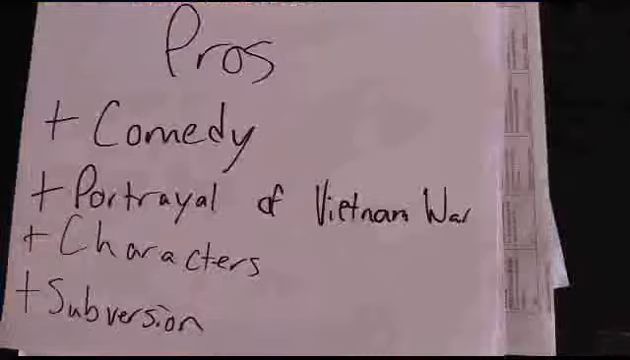 Pros
+ Comedy
+ Portrayal of Vietnam War
+ Characters
+ Subversion